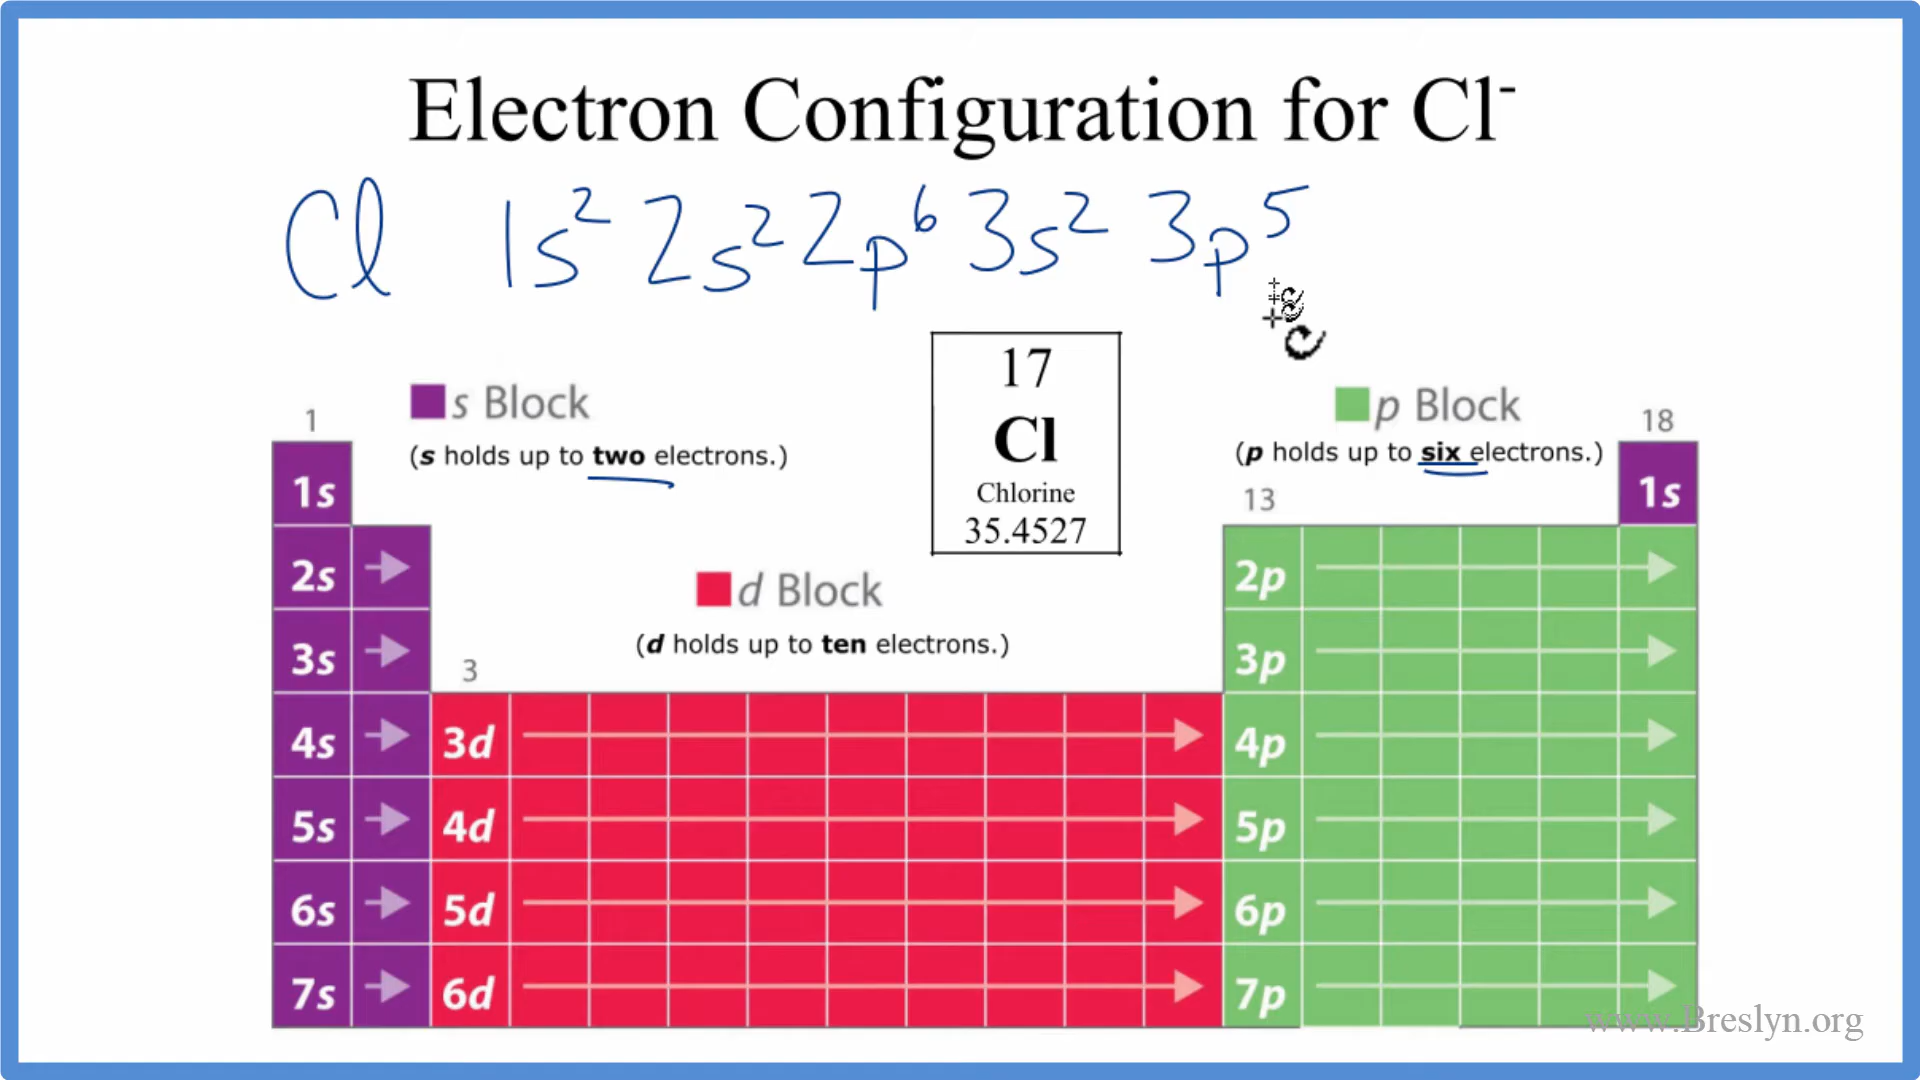 Electron Configuration for Cl⁻
Cl 1s² 2s² 2p⁶ 3s² 3p⁵
17
Cl
Chlorine
35.4527
s Block
(s holds up to two electrons.)
p Block
(p holds up to six electrons.)
d Block
(d holds up to ten electrons.)
1 18
1s 13 1s
2s 2p
3s 3 3p
4s 3d 4p
5s 4d 5p
6s 5d 6p
7s 6d 7p
www.Breslyn.org